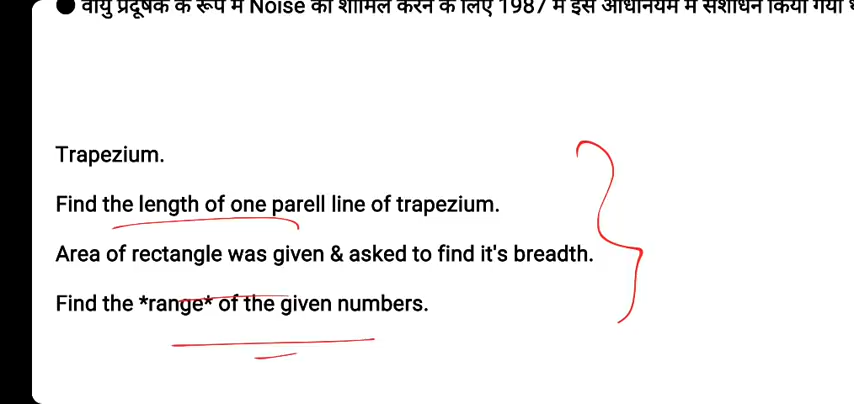 ● वायु प्रदूषक के रूप में Noise को शामिल करने के लिए 1987 में इस अधिनियम में संशोधन किया गया
Trapezium.
Find the length of one parell line of trapezium.
Area of rectangle was given & asked to find it's breadth.
Find the *range* of the given numbers.